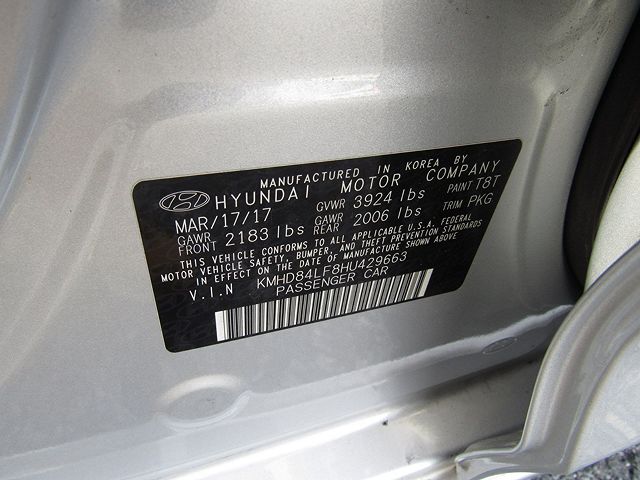 MANUFACTURED IN KOREA BY
HYUNDAI MOTOR COMPANY
MAR/17/17 GVWR 3924 lbs PAINT T8T
GAWR FRONT 2183 lbs GAWR REAR 2006 lbs TRIM PKG
THIS VEHICLE CONFORMS TO ALL APPLICABLE U.S.A. FEDERAL
MOTOR VEHICLE SAFETY, BUMPER, AND THEFT PREVENTION STANDARDS
IN EFFECT ON THE DATE OF MANUFACTURE SHOWN ABOVE
V.I.N KMHD84LF8HU429663
PASSENGER CAR